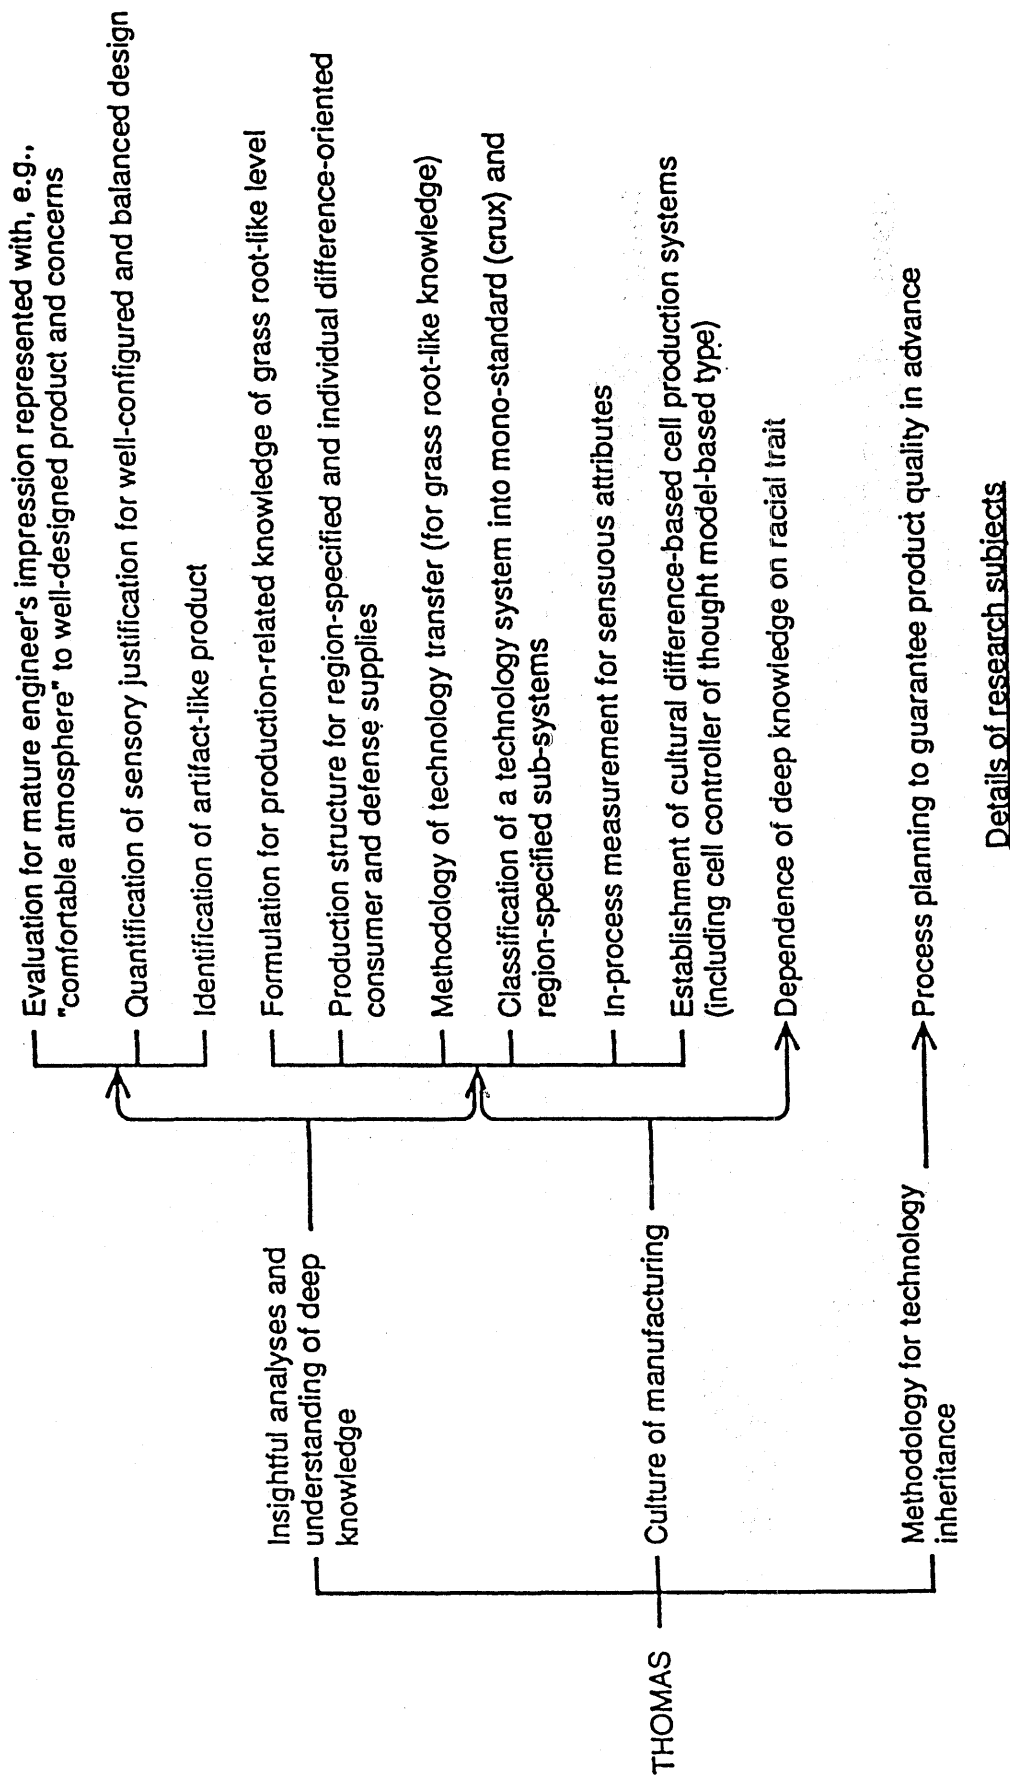 THOMAS
Insightful analyses and
understanding of deep
knowledge
Culture of manufacturing
Methodology for technology
inheritance
Evaluation for mature engineer's impression represented with, e.g.,
"comfortable atmosphere" to well-designed product and concerns
Quantification of sensory justification for well-configured and balanced design
Identification of artifact-like product
Formulation for production-related knowledge of grass root-like level
Production structure for region-specified and individual difference-oriented
consumer and defense supplies
Methodology of technology transfer (for grass root-like knowledge)
Classification of a technology system into mono-standard (crux) and
region-specified sub-systems
In-process measurement for sensuous attributes
Establishment of cultural difference-based cell production systems
(including cell controller of thought model-based type)
Dependence of deep knowledge on racial trait
Process planning to guarantee product quality in advance
Details of research subjects